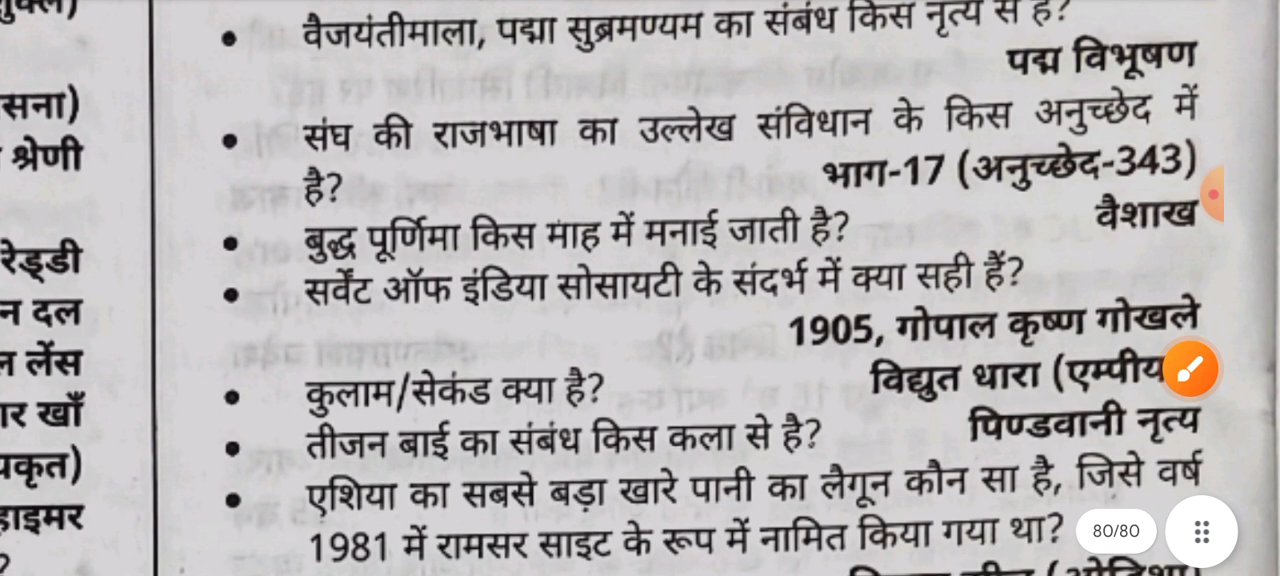 सना)
श्रेणी
रेड्डी
न दल
लेंस
खाँ
हाइमर
?
वैजयंतीमाला, पद्मा सुब्रमण्यम का संबंध किस नृत्य से है?
पद्म विभूषण
संघ की राजभाषा का उल्लेख संविधान के किस अनुच्छेद में
है? भाग-17 (अनुच्छेद-343)
बुद्ध पूर्णिमा किस माह में मनाई जाती है? वैशाख
सर्वेंट ऑफ इंडिया सोसायटी के संदर्भ में क्या सही हैं?
1905, गोपाल कृष्ण गोखले
कुलाम/सेकंड क्या है? विद्युत धारा (एम्पीय
तीजन बाई का संबंध किस कला से है? पिण्डवानी नृत्य
एशिया का सबसे बड़ा खारे पानी का लैगून कौन सा है, जिसे वर्ष
1981 में रामसर साइट के रूप में नामित किया गया था?
80/80